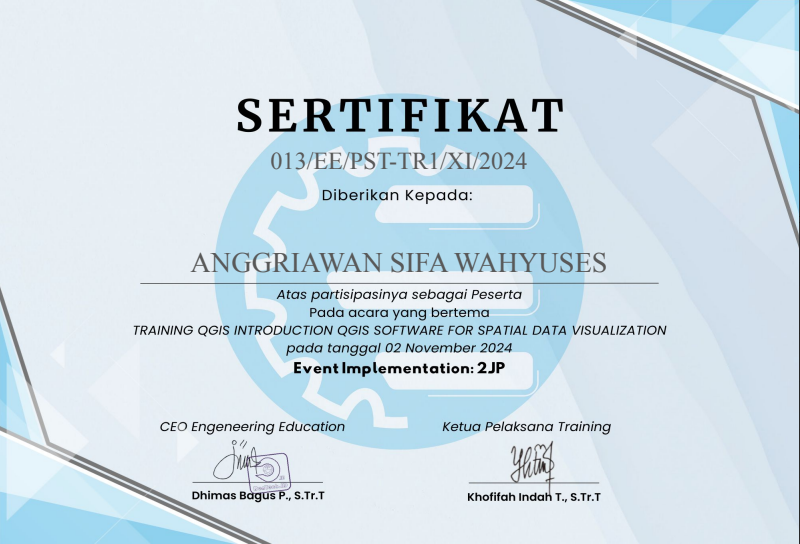 SERTIFIKAT
013/EE/PST-TR1/XI/2024
Diberikan Kepada:
ANGGRIAWAN SIFA WAHYUSES
Atas partisipasinya sebagai Peserta
Pada acara yang bertema
TRAINING QGIS INTRODUCTION QGIS SOFTWARE FOR SPATIAL DATA VISUALIZATION
pada tanggal 02 November 2024
Event Implementation: 2JP
CEO Engeneering Education
Ketua Pelaksana Training
Dhimas Bagus P., S.Tr.T
Khofifah Indah T., S.Tr.T